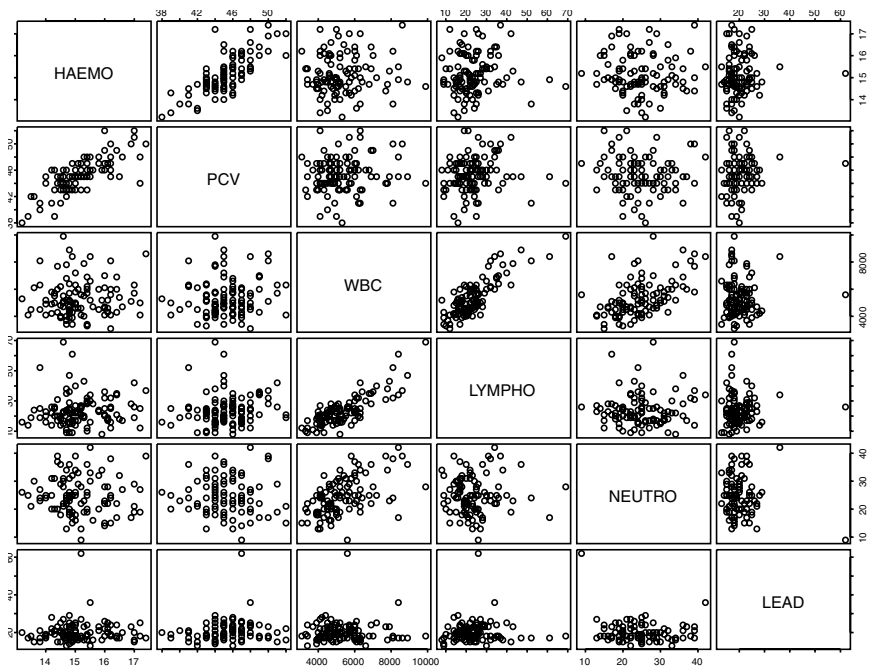 38 42 46 50 10 20 30 40 50 60 70 20 40 60
HAEMO 14 15 16 17
PCV
WBC 4000 8000
LYMPHO
NEUTRO 10 20 30 40
LEAD
14 15 16 17 4000 6000 8000 10000 10 20 30 40